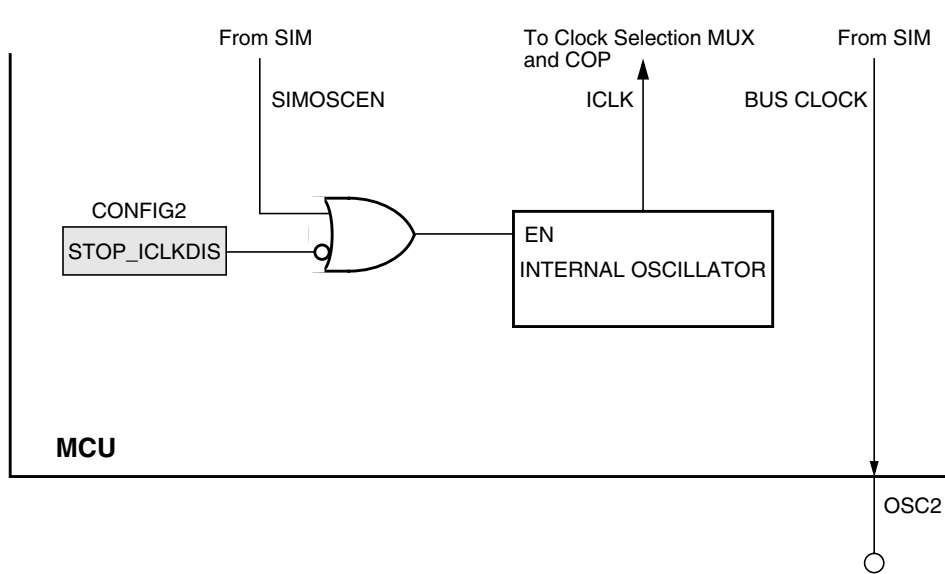 From SIM
To Clock Selection MUX
and COP
From SIM
SIMOSCEN
ICLK
BUS CLOCK
CONFIG2
STOP_ICLKDIS
EN
INTERNAL OSCILLATOR
MCU
OSC2